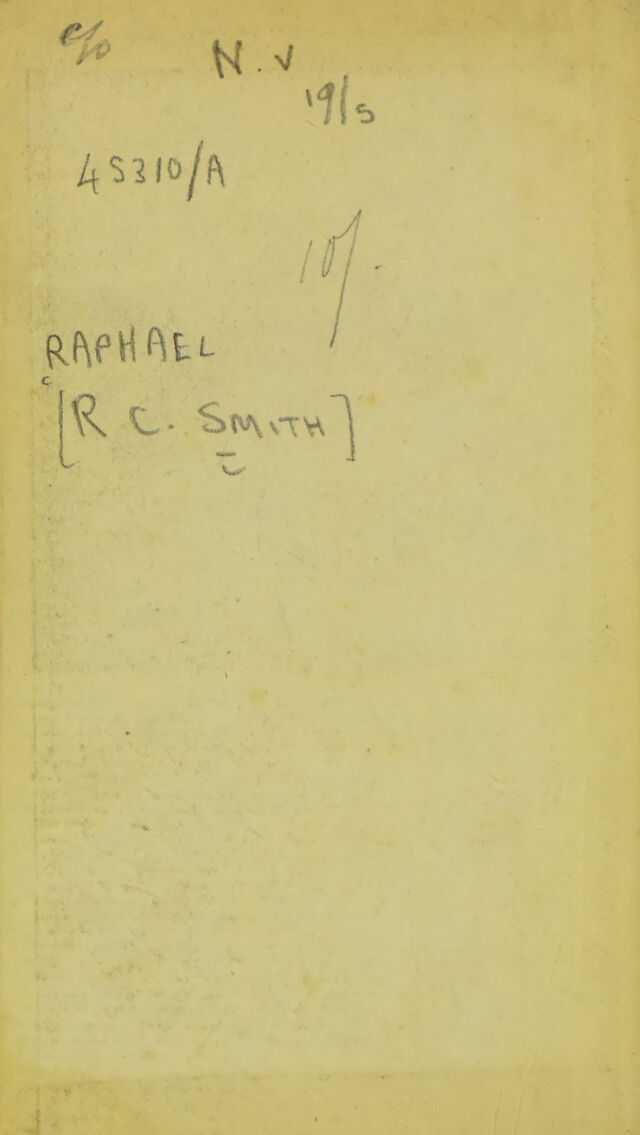 c/o
N.V
19/5
45310/A
10/-
RAPHAEL
[R C. SMITH]